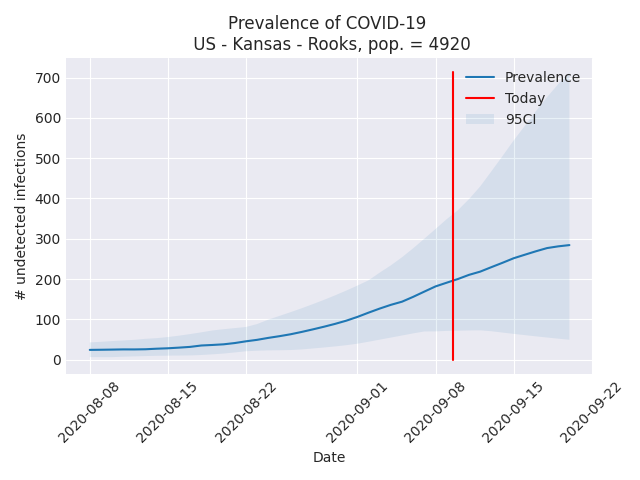 Prevalence of COVID-19
US - Kansas - Rooks, pop. = 4920
700
600
500
400
300
200
100
0
# undetected infections
Prevalence
Today
95CI
2020-08-08
2020-08-15
2020-08-22
2020-09-01
2020-09-08
2020-09-15
2020-09-22
Date